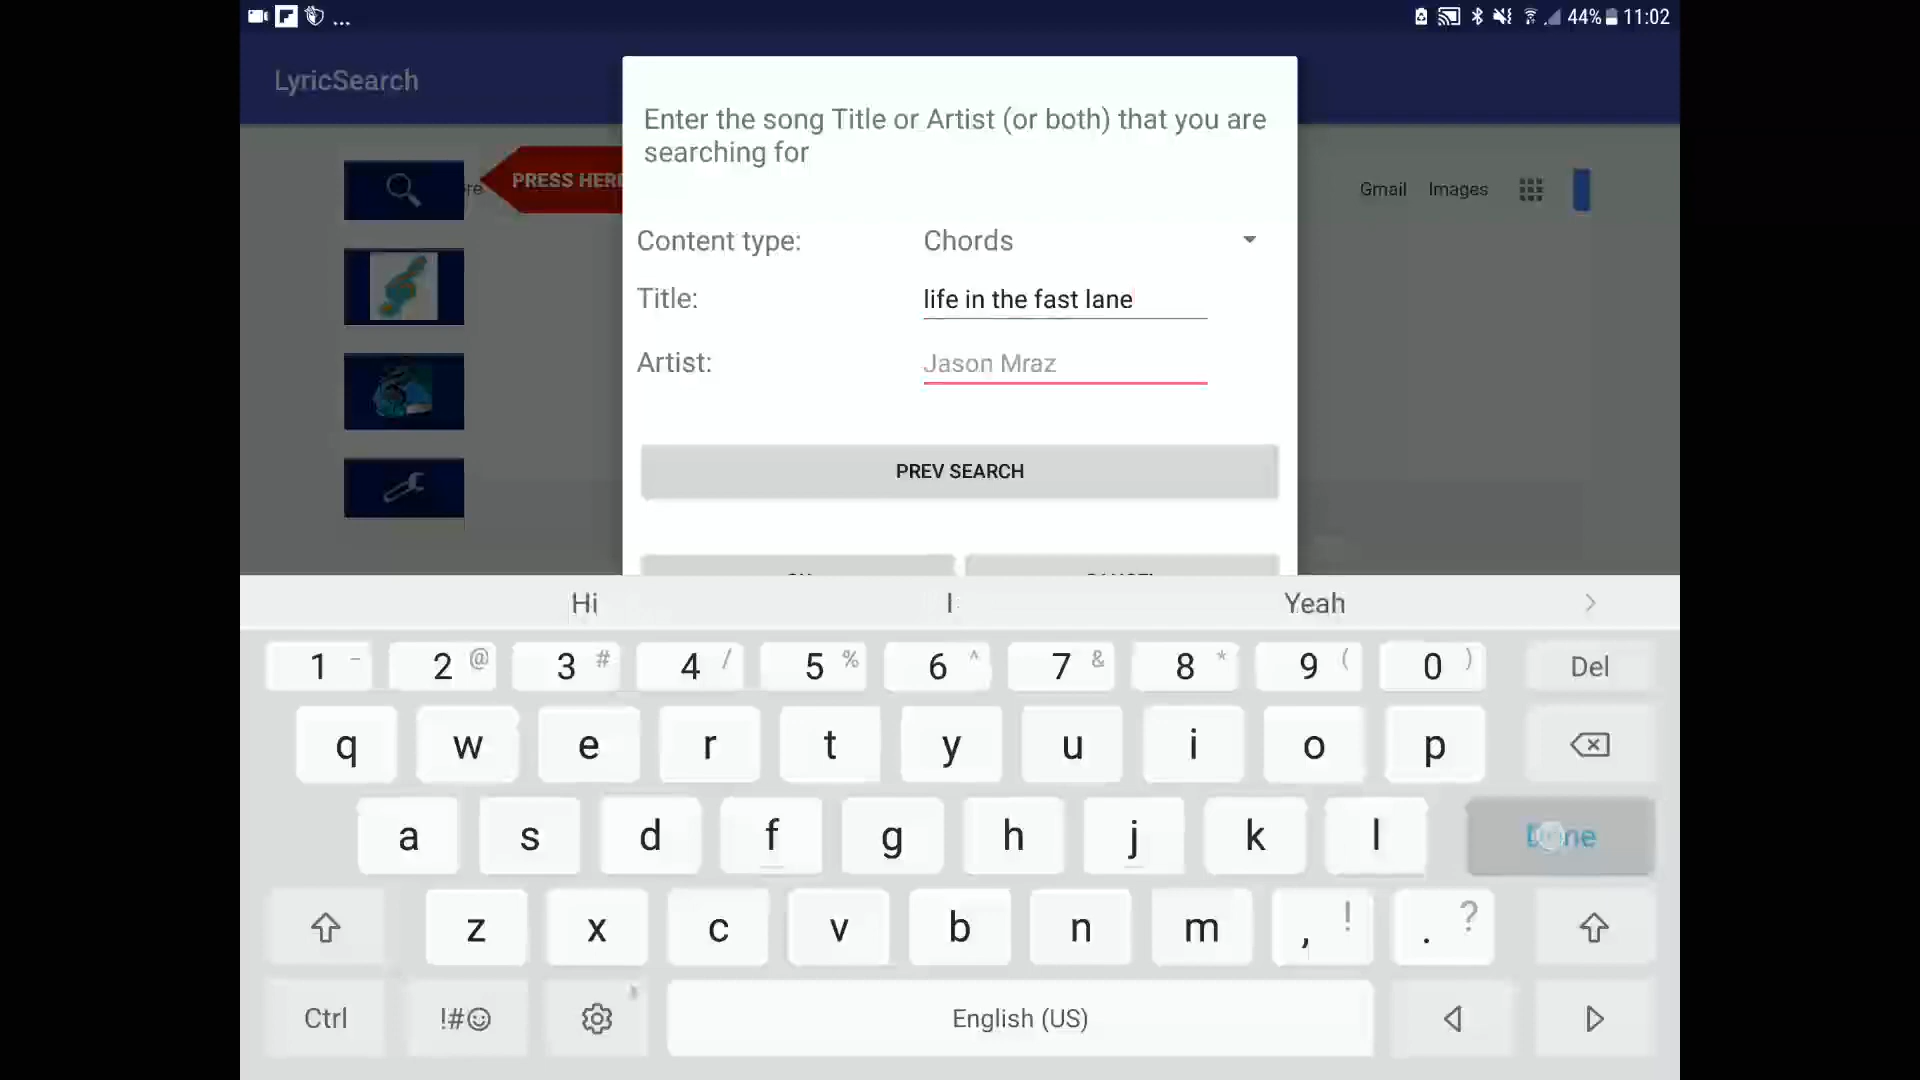 ... 44% 11:02
LyricSearch
Enter the song Title or Artist (or both) that you are
searching for
PRESS HER
Gmail Images
Content type: Chords
Title: life in the fast lane
Artist: Jason Mraz
PREV SEARCH
Hi I Yeah
1 - 2 @ 3 # 4 / 5 % 6 ^ 7 & 8 * 9 ( 0 ) Del
q w e r t y u i o p
a s d f g h j k l Done
z x c v b n m , ! . ?
Ctrl !#☺ English (US)